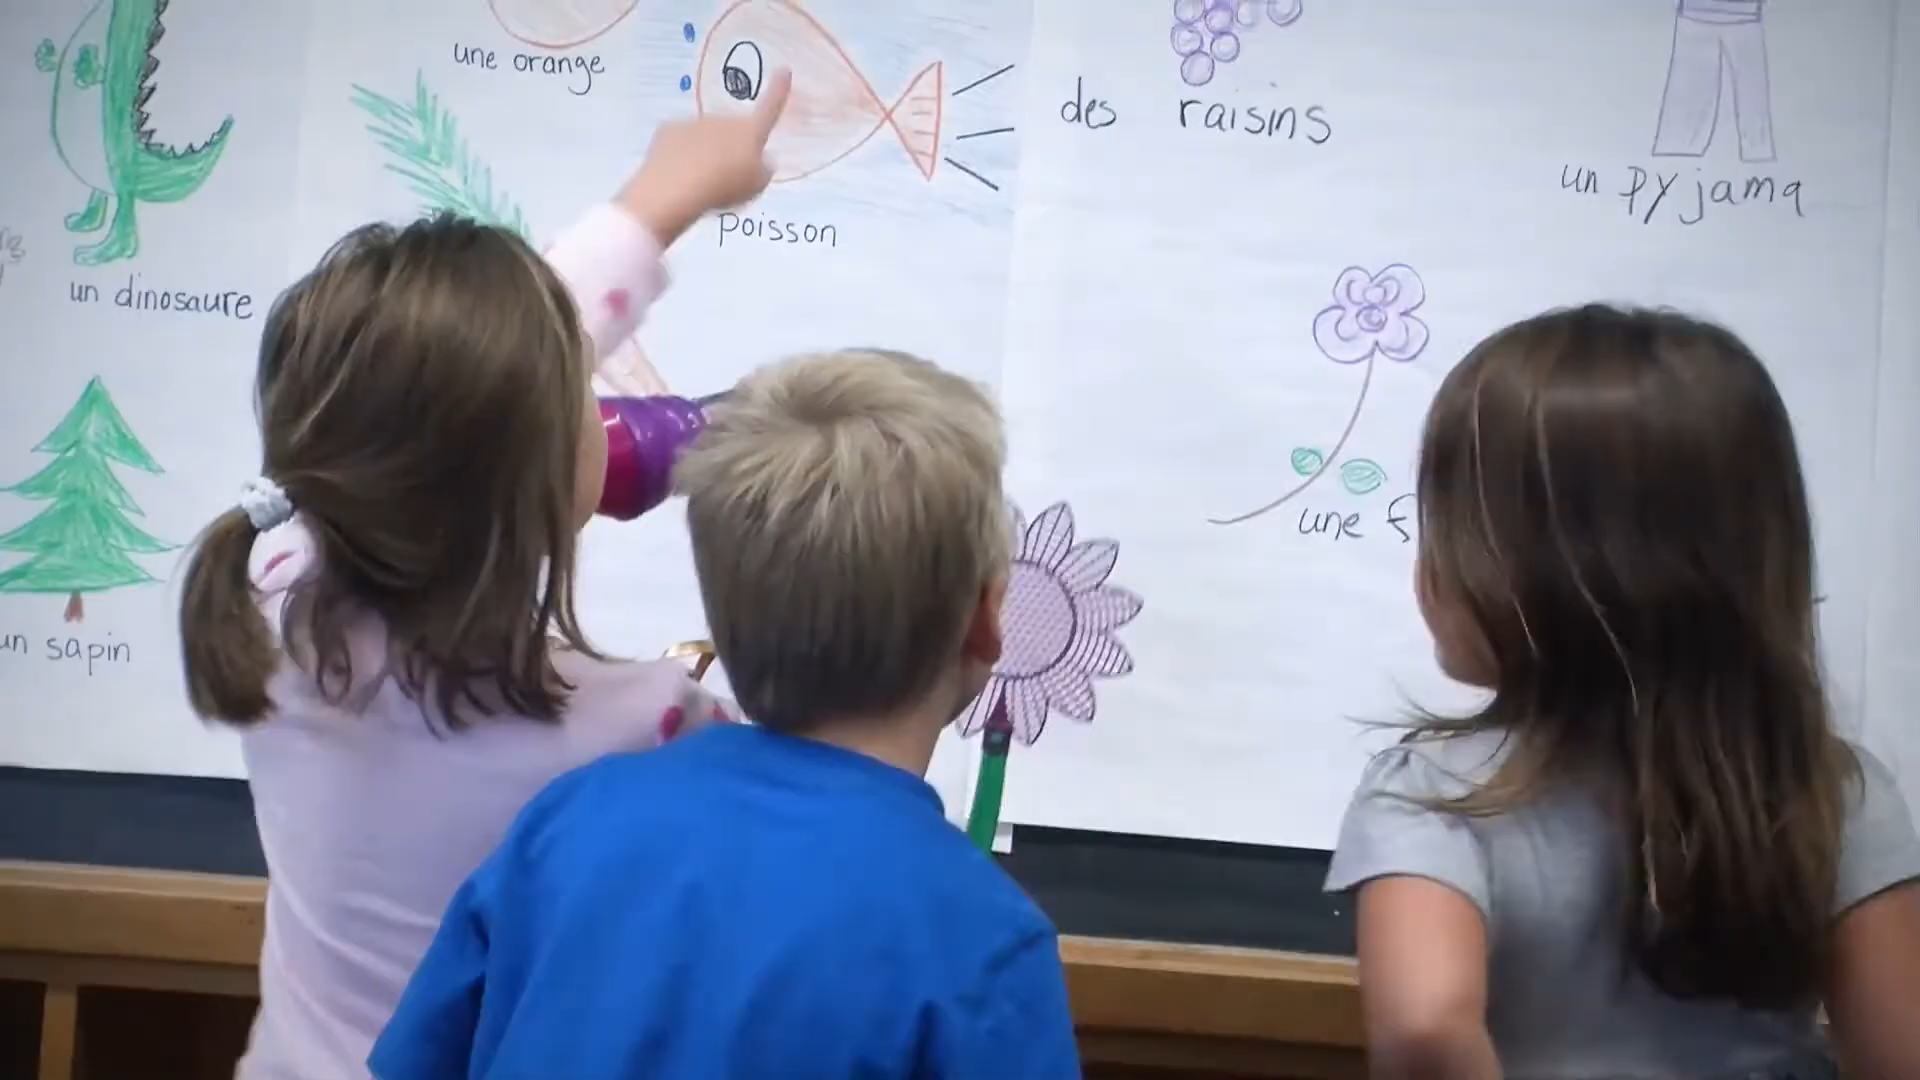 une orange
des raisins
un pyjama
poisson
un dinosaure
une f
un sapin